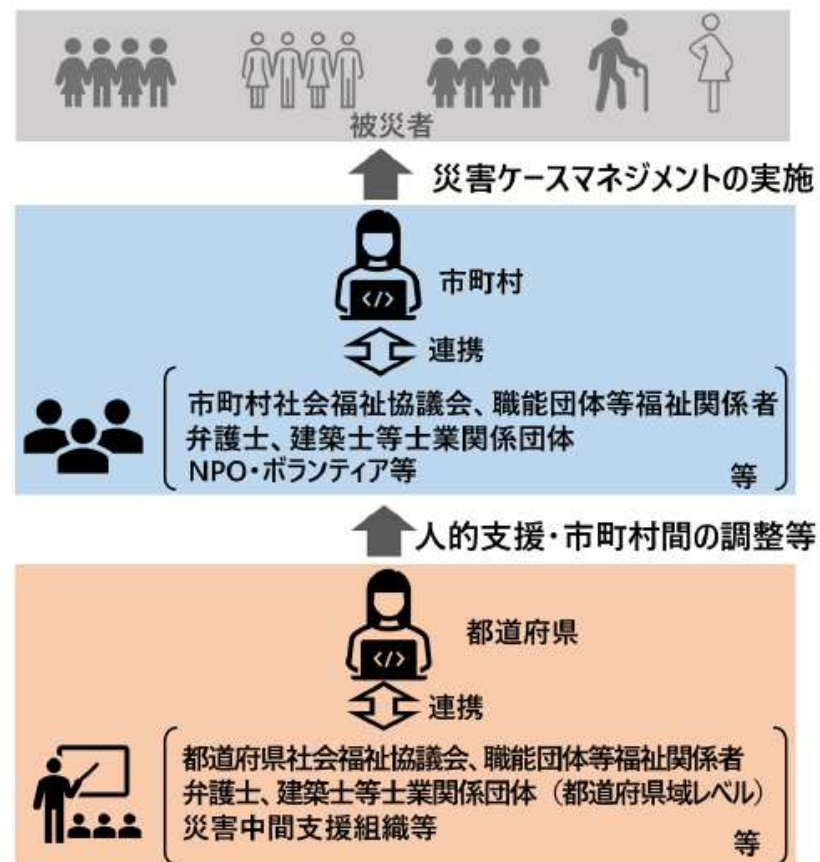 被災者
災害ケースマネジメントの実施
市町村
</>
連携
市町村社会福祉協議会、職能団体等福祉関係者
弁護士、建築士等士業関係団体
NPO・ボランティア等
等
人的支援・市町村間の調整等
都道府県
</>
連携
都道府県社会福祉協議会、職能団体等福祉関係者
弁護士、建築士等士業関係団体（都道府県域レベル）
災害中間支援組織等
等